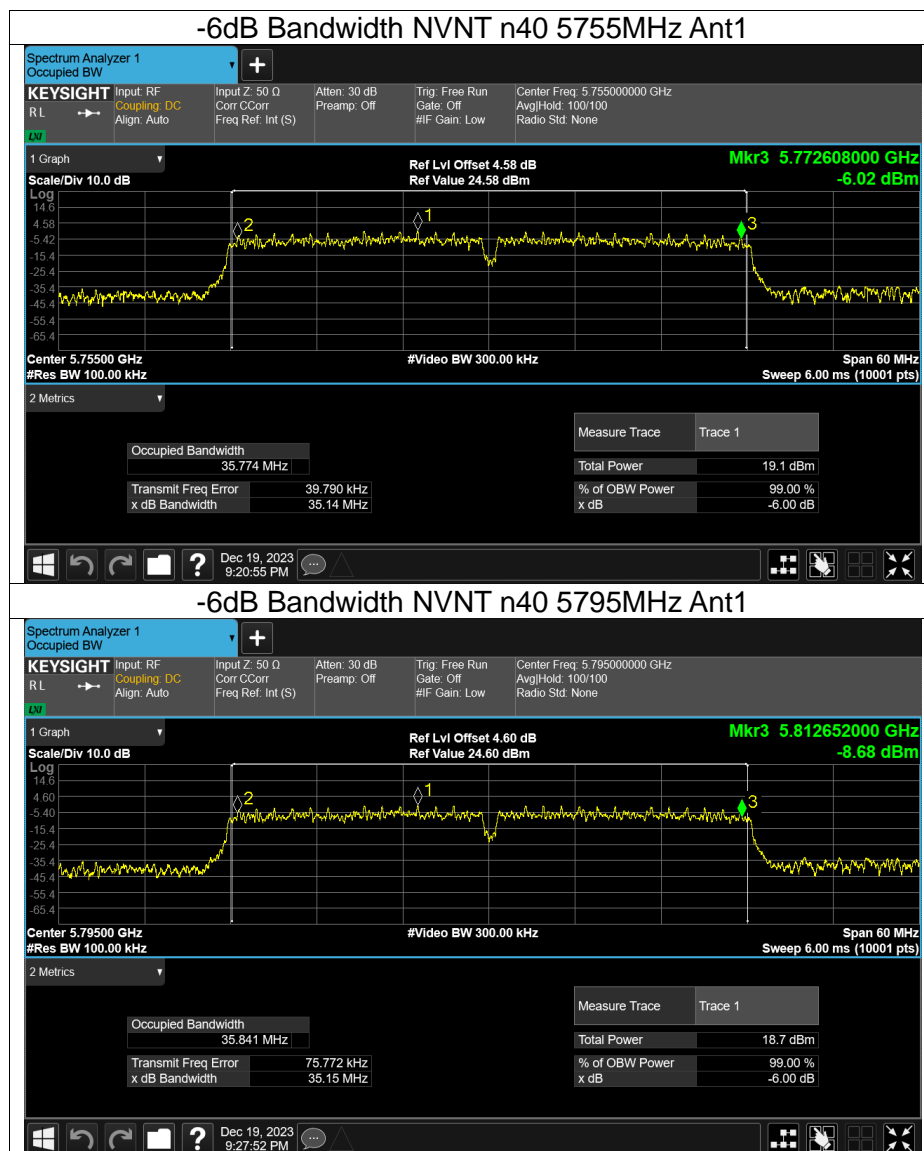 -6dB Bandwidth NVNT n40 5755MHz Ant1
Spectrum Analyzer 1
Occupied BW
KEYSIGHT
R L
LXI
Input: RF
Coupling: DC
Align: Auto
Input Z: 50 Ω
Corr CCorr
Freq Ref: Int (S)
Atten: 30 dB
Preamp: Off
Trig: Free Run
Gate: Off
#IF Gain: Low
Center Freq: 5.755000000 GHz
Avg|Hold: 100/100
Radio Std: None
1 Graph
Scale/Div 10.0 dB
Ref Lvl Offset 4.58 dB
Ref Value 24.58 dBm
Mkr3 5.772608000 GHz
-6.02 dBm
Log
14.6
4.58
-5.42
-15.4
-25.4
-35.4
-45.4
-55.4
-65.4
2
1
3
Center 5.75500 GHz
#Res BW 100.00 kHz
#Video BW 300.00 kHz
Span 60 MHz
Sweep 6.00 ms (10001 pts)
2 Metrics
Occupied Bandwidth
35.774 MHz
Transmit Freq Error 39.790 kHz
x dB Bandwidth 35.14 MHz
Measure Trace Trace 1
Total Power 19.1 dBm
% of OBW Power 99.00 %
x dB -6.00 dB
?
Dec 19, 2023
9:20:55 PM
-6dB Bandwidth NVNT n40 5795MHz Ant1
Spectrum Analyzer 1
Occupied BW
KEYSIGHT
R L
LXI
Input: RF
Coupling: DC
Align: Auto
Input Z: 50 Ω
Corr CCorr
Freq Ref: Int (S)
Atten: 30 dB
Preamp: Off
Trig: Free Run
Gate: Off
#IF Gain: Low
Center Freq: 5.795000000 GHz
Avg|Hold: 100/100
Radio Std: None
1 Graph
Scale/Div 10.0 dB
Ref Lvl Offset 4.60 dB
Ref Value 24.60 dBm
Mkr3 5.812652000 GHz
-8.68 dBm
Log
14.6
4.60
-5.40
-15.4
-25.4
-35.4
-45.4
-55.4
-65.4
2
1
3
Center 5.79500 GHz
#Res BW 100.00 kHz
#Video BW 300.00 kHz
Span 60 MHz
Sweep 6.00 ms (10001 pts)
2 Metrics
Occupied Bandwidth
35.841 MHz
Transmit Freq Error 75.772 kHz
x dB Bandwidth 35.15 MHz
Measure Trace Trace 1
Total Power 18.7 dBm
% of OBW Power 99.00 %
x dB -6.00 dB
?
Dec 19, 2023
9:27:52 PM